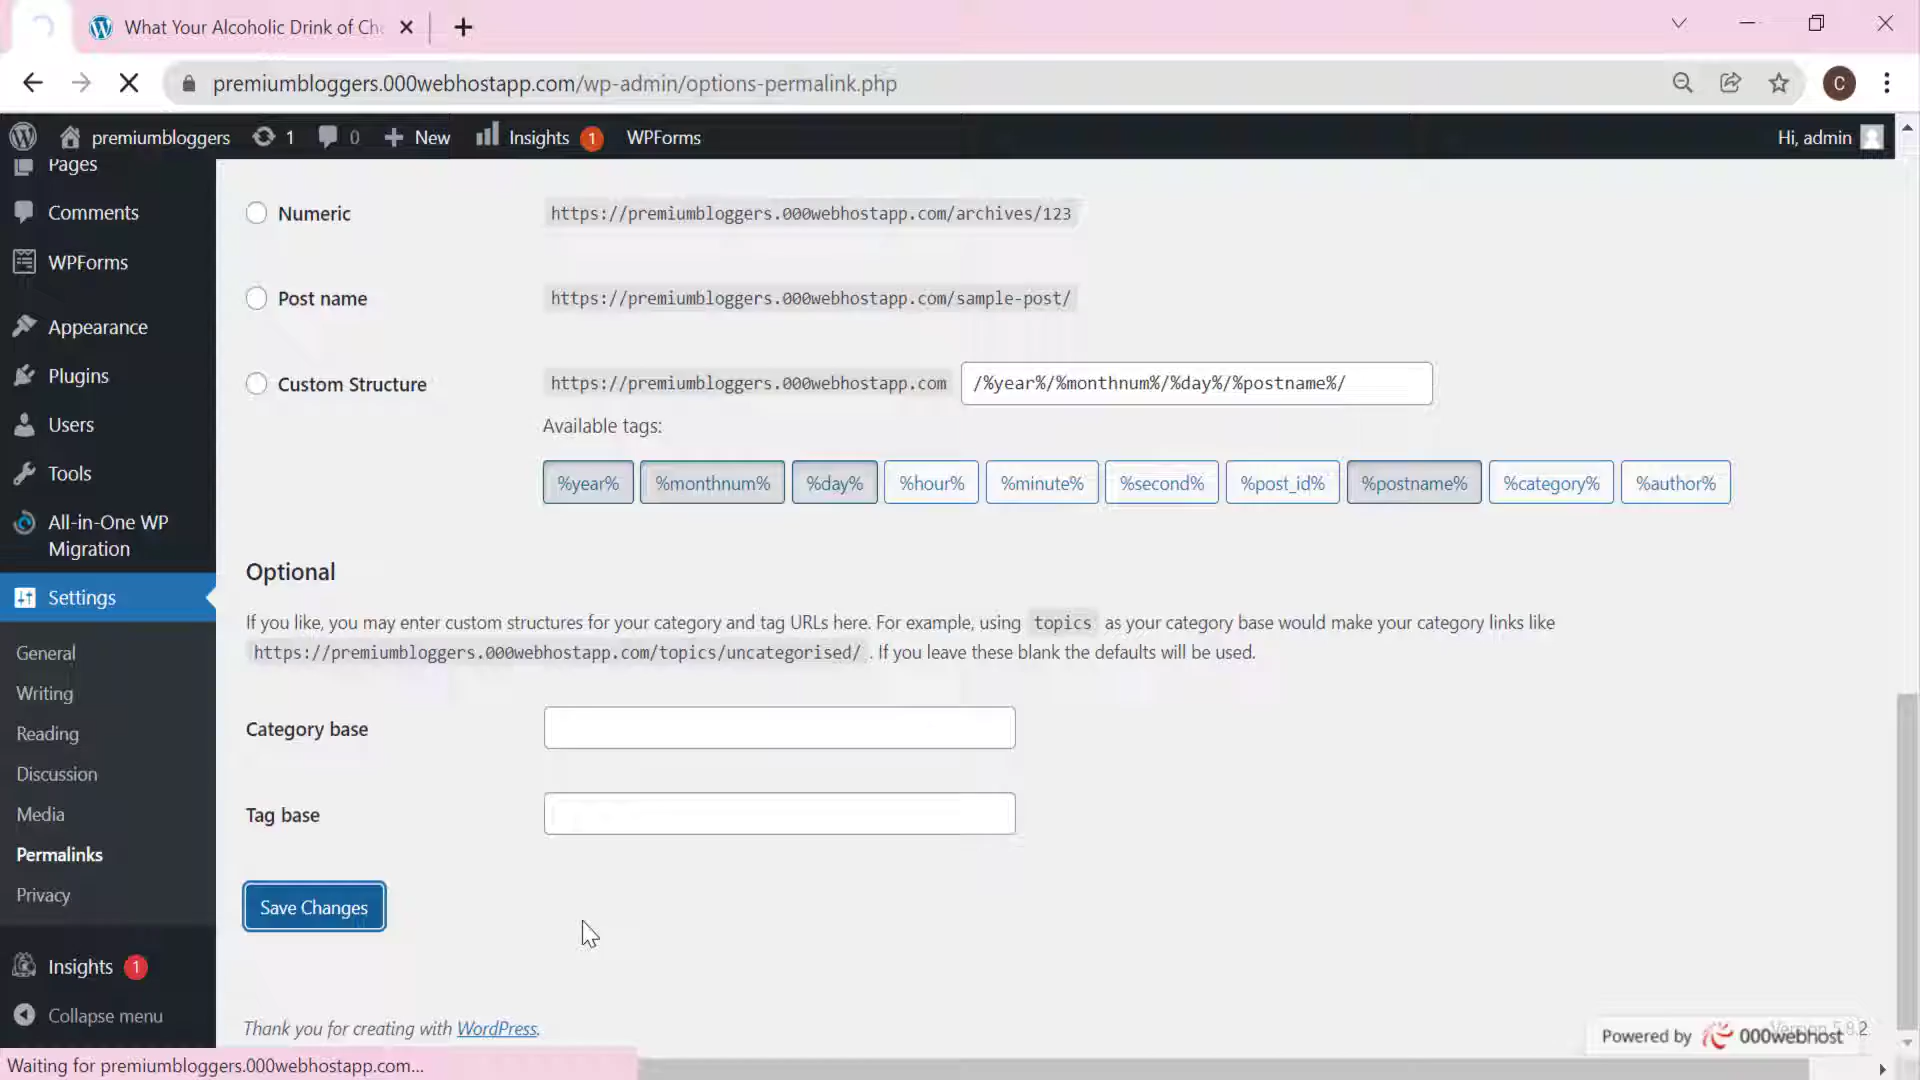 What Your Alcoholic Drink of Ch
premiumbloggers.000webhostapp.com/wp-admin/options-permalink.php
C
premiumbloggers
1
0
New
Insights 1
WPForms
Hi, admin
Pages
Comments
WPForms
Appearance
Plugins
Users
Tools
All-in-One WP
Migration
Settings
General
Writing
Reading
Discussion
Media
Permalinks
Privacy
Insights 1
Collapse menu
Numeric https://premiumbloggers.000webhostapp.com/archives/123
Post name https://premiumbloggers.000webhostapp.com/sample-post/
Custom Structure https://premiumbloggers.000webhostapp.com /%year%/%monthnum%/%day%/%postname%/
Available tags:
%year% %monthnum% %day% %hour% %minute% %second% %post_id% %postname% %category% %author%
Optional
If you like, you may enter custom structures for your category and tag URLs here. For example, using topics as your category base would make your category links like
https://premiumbloggers.000webhostapp.com/topics/uncategorised/ . If you leave these blank the defaults will be used.
Category base
Tag base
Save Changes
Thank you for creating with WordPress.
Version 5.9.2
Powered by 000webhost
Waiting for premiumbloggers.000webhostapp.com...